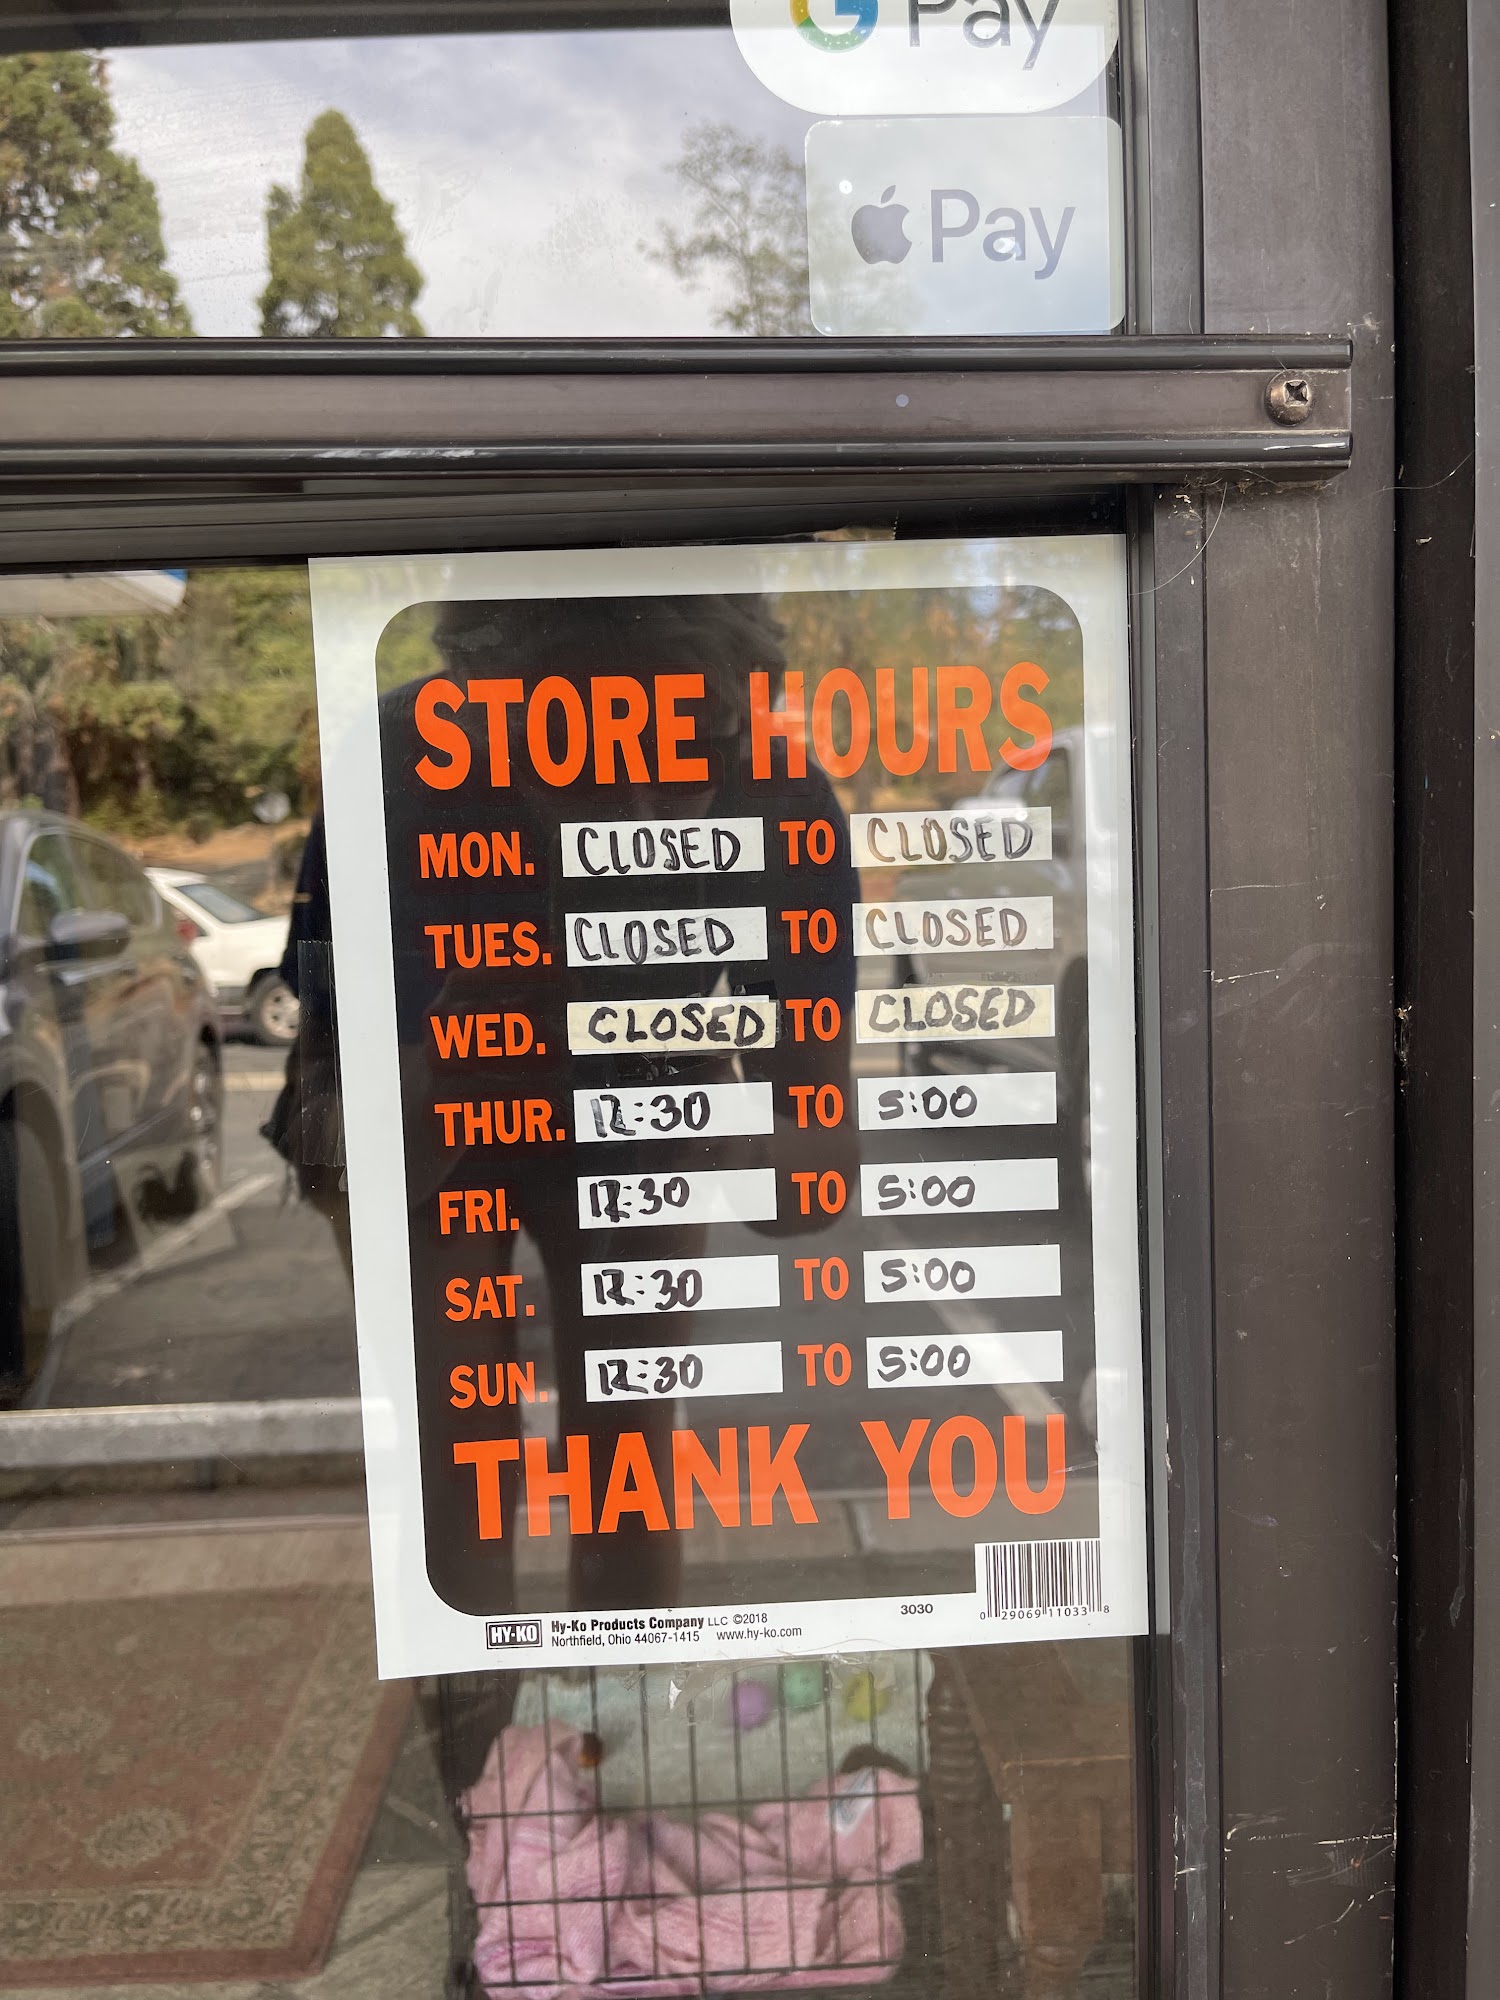 G Pay
Pay
STORE HOURS
MON. CLOSED TO CLOSED
TUES. CLOSED TO CLOSED
WED. CLOSED TO CLOSED
THUR. 12:30 TO 5:00
FRI. 12:30 TO 5:00
SAT. 12:30 TO 5:00
SUN. 12:30 TO 5:00
THANK YOU
HY-KO Hy-Ko Products Company LLC ©2018
Northfield, Ohio 44067-1415 www.hy-ko.com
3030
0 29069 11033 8